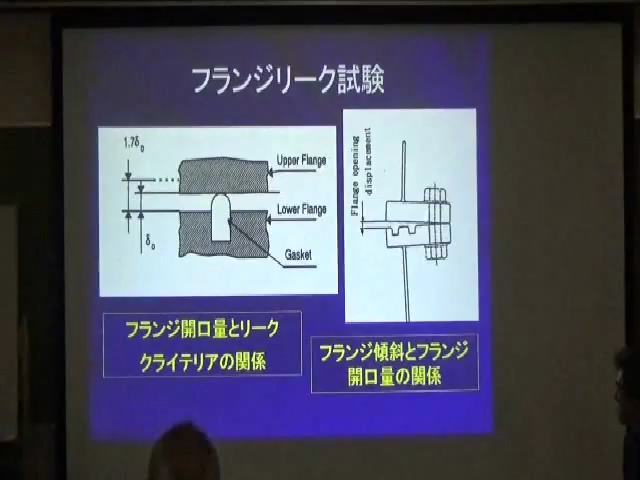 フランジリーク試験
1.7δ₀
Upper Flange
Lower Flange
δ₀
Gasket
Flange opening
displacement
フランジ開口量とリーク
クライテリアの関係
フランジ傾斜とフランジ
開口量の関係